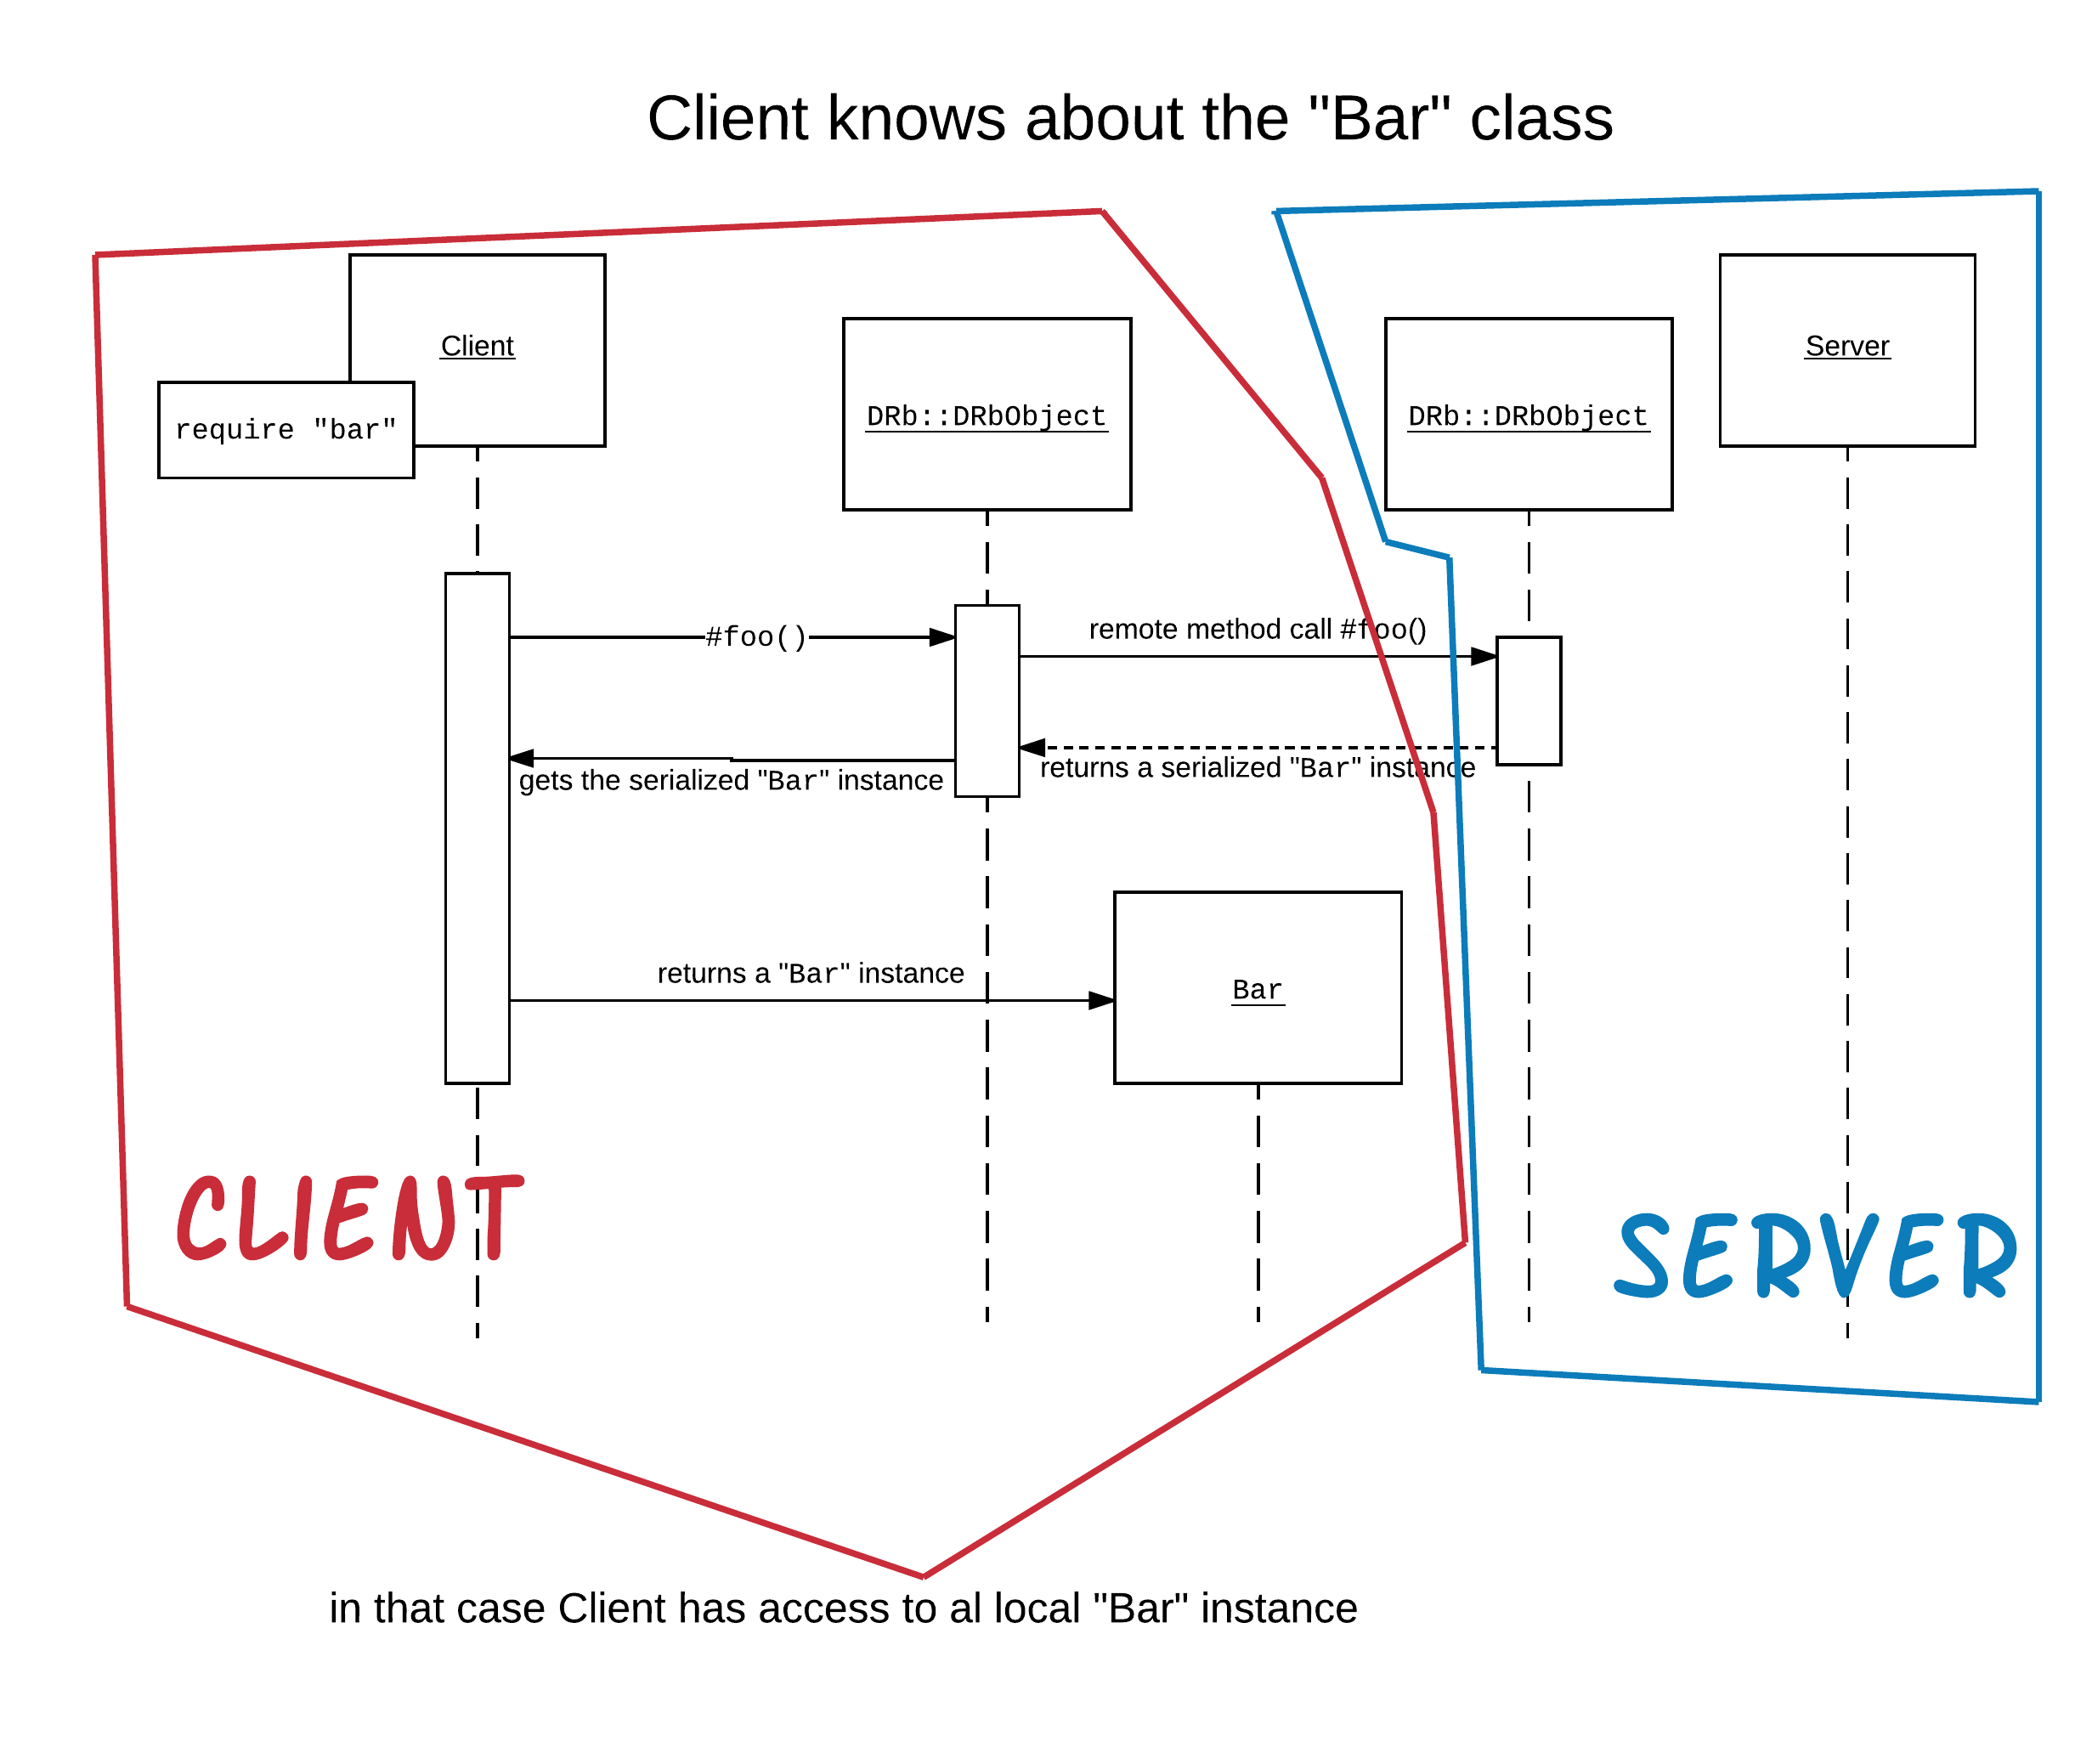 Client knows about the "Bar" class
Client
Server
DRb::DRbObject
DRb::DRbObject
require "bar"
#foo()
remote method call #foo()
returns a serialized "Bar" instance
gets the serialized "Bar" instance
returns a "Bar" instance
Bar
CLIENT
SERVER
in that case Client has access to al local "Bar" instance